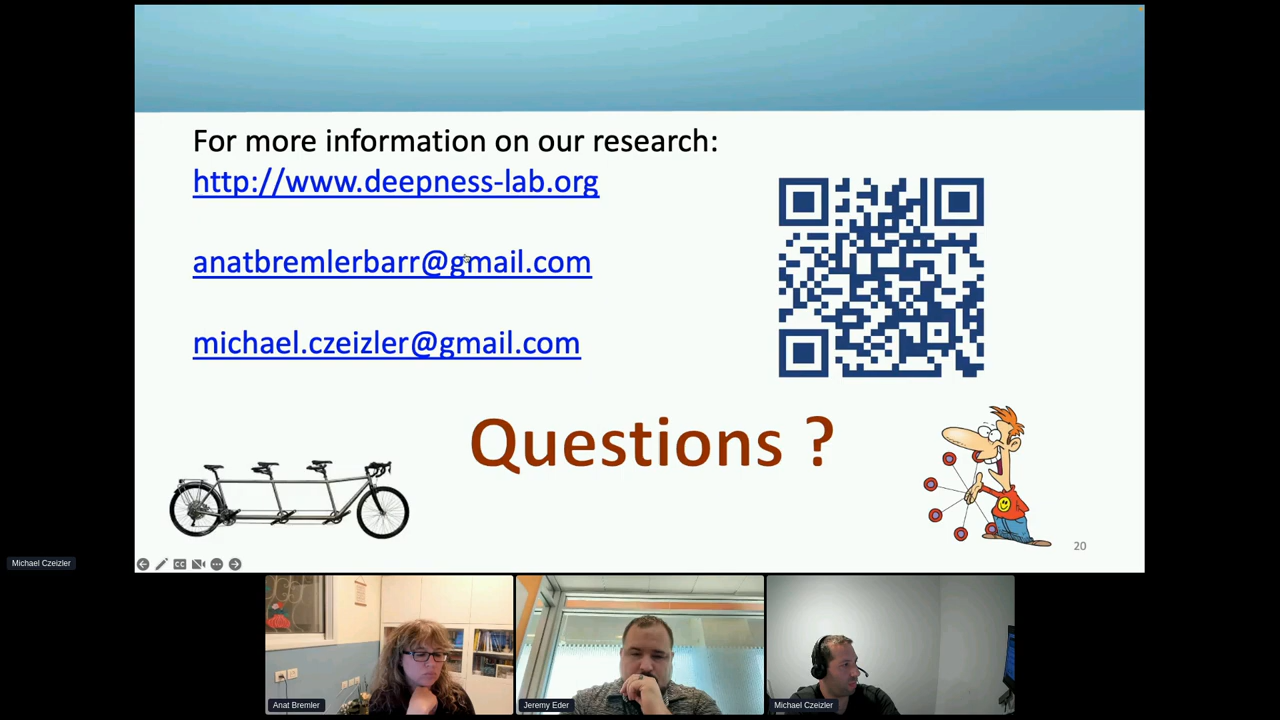 For more information on our research:
http://www.deepness-lab.org
anatbremlerbarr@gmail.com
michael.czeizler@gmail.com
Questions ?
20
Michael Czeizler
Anat Bremler
Jeremy Eder
Michael Czeizler